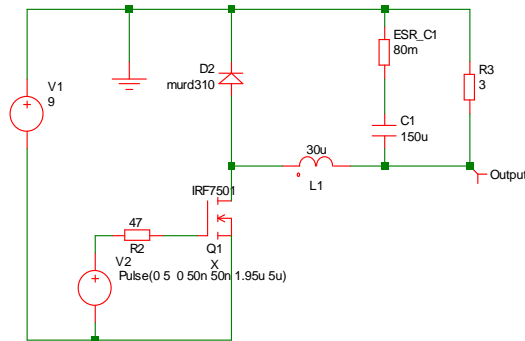 ESR_C1
80m
D2
murd310
R3
3
V1
9
C1
150u
30u
L1
Output
IRF7501
47
R2
Q1
X
V2
Pulse(0 5 0 50n 50n 1.95u 5u)